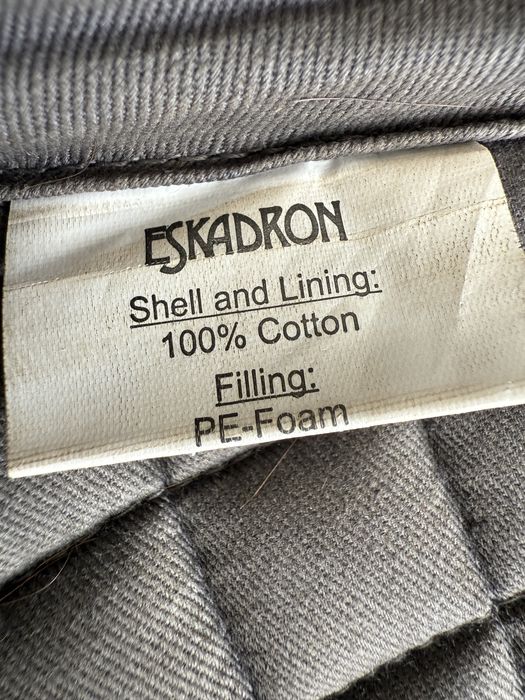 ESKADRON
Shell and Lining:
100% Cotton
Filling:
PE-Foam